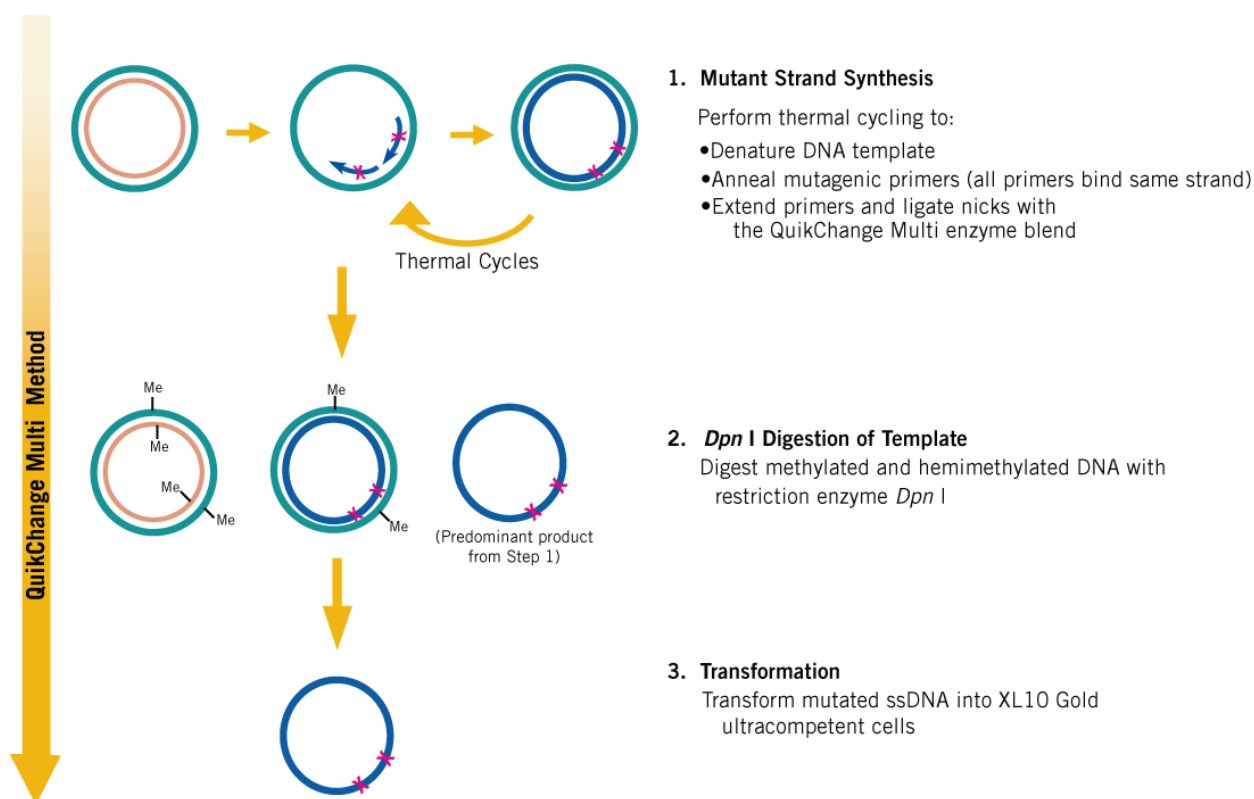 QuikChange Multi Method
1. Mutant Strand Synthesis
Perform thermal cycling to:
•Denature DNA template
•Anneal mutagenic primers (all primers bind same strand)
•Extend primers and ligate nicks with
the QuikChange Multi enzyme blend
Thermal Cycles
Me
Me
Me
Me
Me
Me
(Predominant product
from Step 1)
2. Dpn I Digestion of Template
Digest methylated and hemimethylated DNA with
restriction enzyme Dpn I
3. Transformation
Transform mutated ssDNA into XL10 Gold
ultracompetent cells